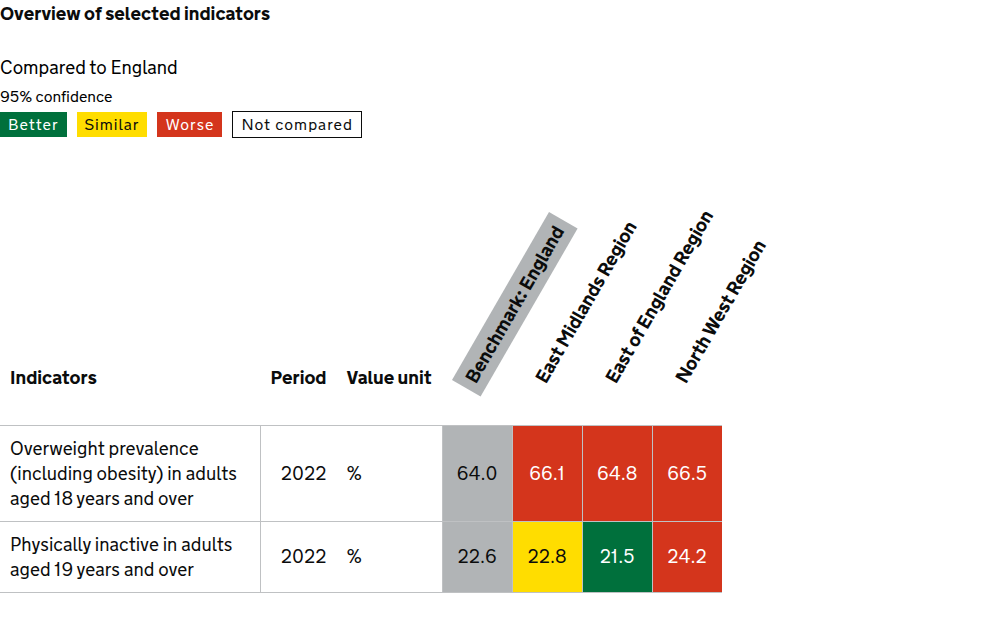 Overview of selected indicators
Compared to England
95% confidence
Better Similar Worse Not compared
Indicators Period Value unit Benchmark: England East Midlands Region East of England Region North West Region
Overweight prevalence
(including obesity) in adults
aged 18 years and over
2022 % 64.0 66.1 64.8 66.5
Physically inactive in adults
aged 19 years and over
2022 % 22.6 22.8 21.5 24.2